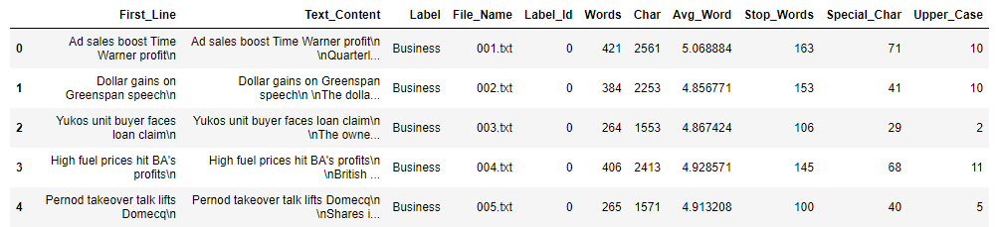 First_Line Text_Content Label File_Name Label_Id Words Char Avg_Word Stop_Words Special_Char Upper_Case
0 Ad sales boost Time Warner profit\n Ad sales boost Time Warner profit\n \nQuarterl... Business 001.txt 0 421 2561 5.068884 163 71 10
1 Dollar gains on Greenspan speech\n Dollar gains on Greenspan speech\n \nThe dolla... Business 002.txt 0 384 2253 4.856771 153 41 10
2 Yukos unit buyer faces loan claim\n Yukos unit buyer faces loan claim\n \nThe owne... Business 003.txt 0 264 1553 4.867424 106 29 2
3 High fuel prices hit BA's profits\n High fuel prices hit BA's profits\n \nBritish ... Business 004.txt 0 406 2413 4.928571 145 68 11
4 Pernod takeover talk lifts Domecq\n Pernod takeover talk lifts Domecq\n \nShares i... Business 005.txt 0 265 1571 4.913208 100 40 5